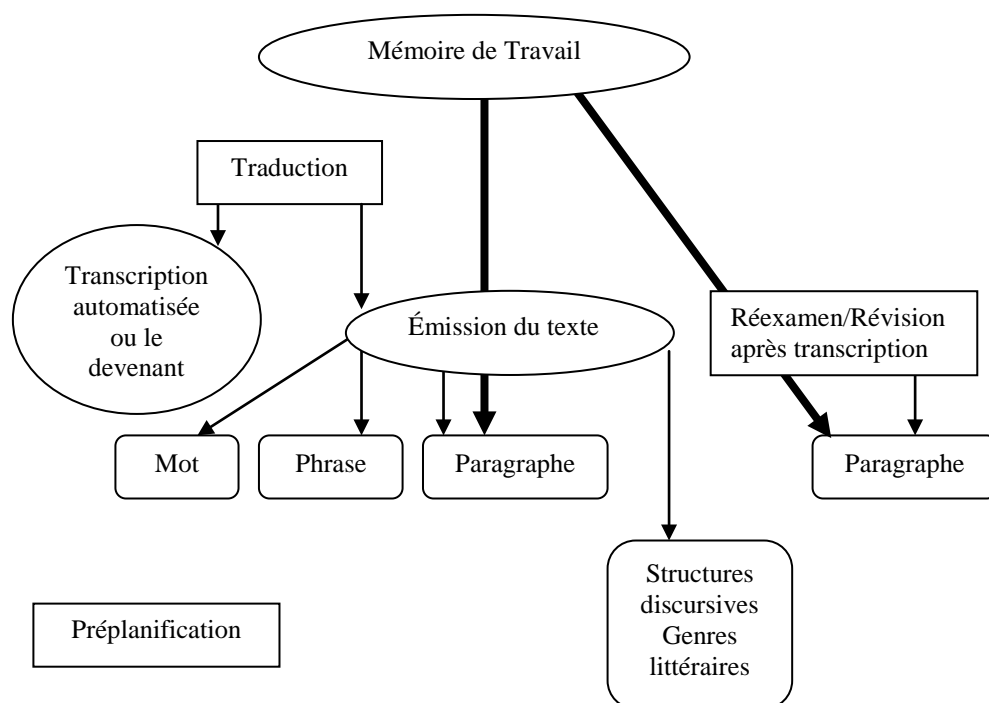 Mémoire de Travail
Traduction
Transcription
automatisée
ou le
devenant
Émission du texte
Réexamen/Révision
après transcription
Mot
Phrase
Paragraphe
Paragraphe
Structures
discursives
Genres
littéraires
Préplanification